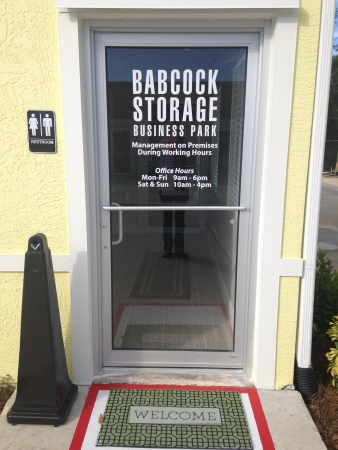 BABCOCK
STORAGE
BUSINESS PARK
Management on Premises
During Working Hours
Office Hours
Mon-Fri 9am - 6pm
Sat & Sun 10am - 4pm
RESTROOM
WELCOME